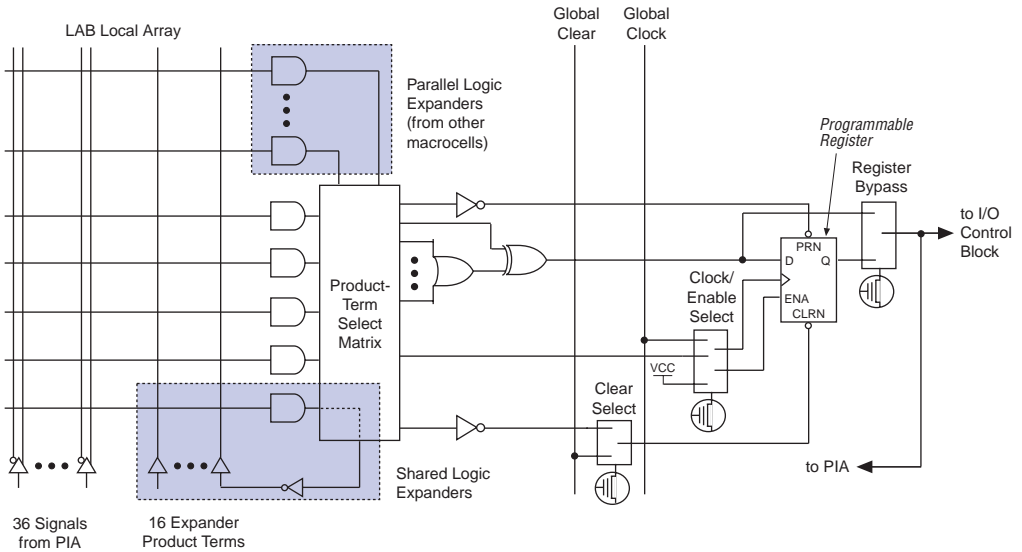 LAB Local Array
Global
Clear
Global
Clock
Parallel Logic
Expanders
(from other
macrocells)
Programmable
Register
Register
Bypass
to I/O
Control
Block
PRN
D
Q
ENA
CLRN
Clock/
Enable
Select
Product-
Term
Select
Matrix
VCC
Clear
Select
Shared Logic
Expanders
to PIA
36 Signals
from PIA
16 Expander
Product Terms